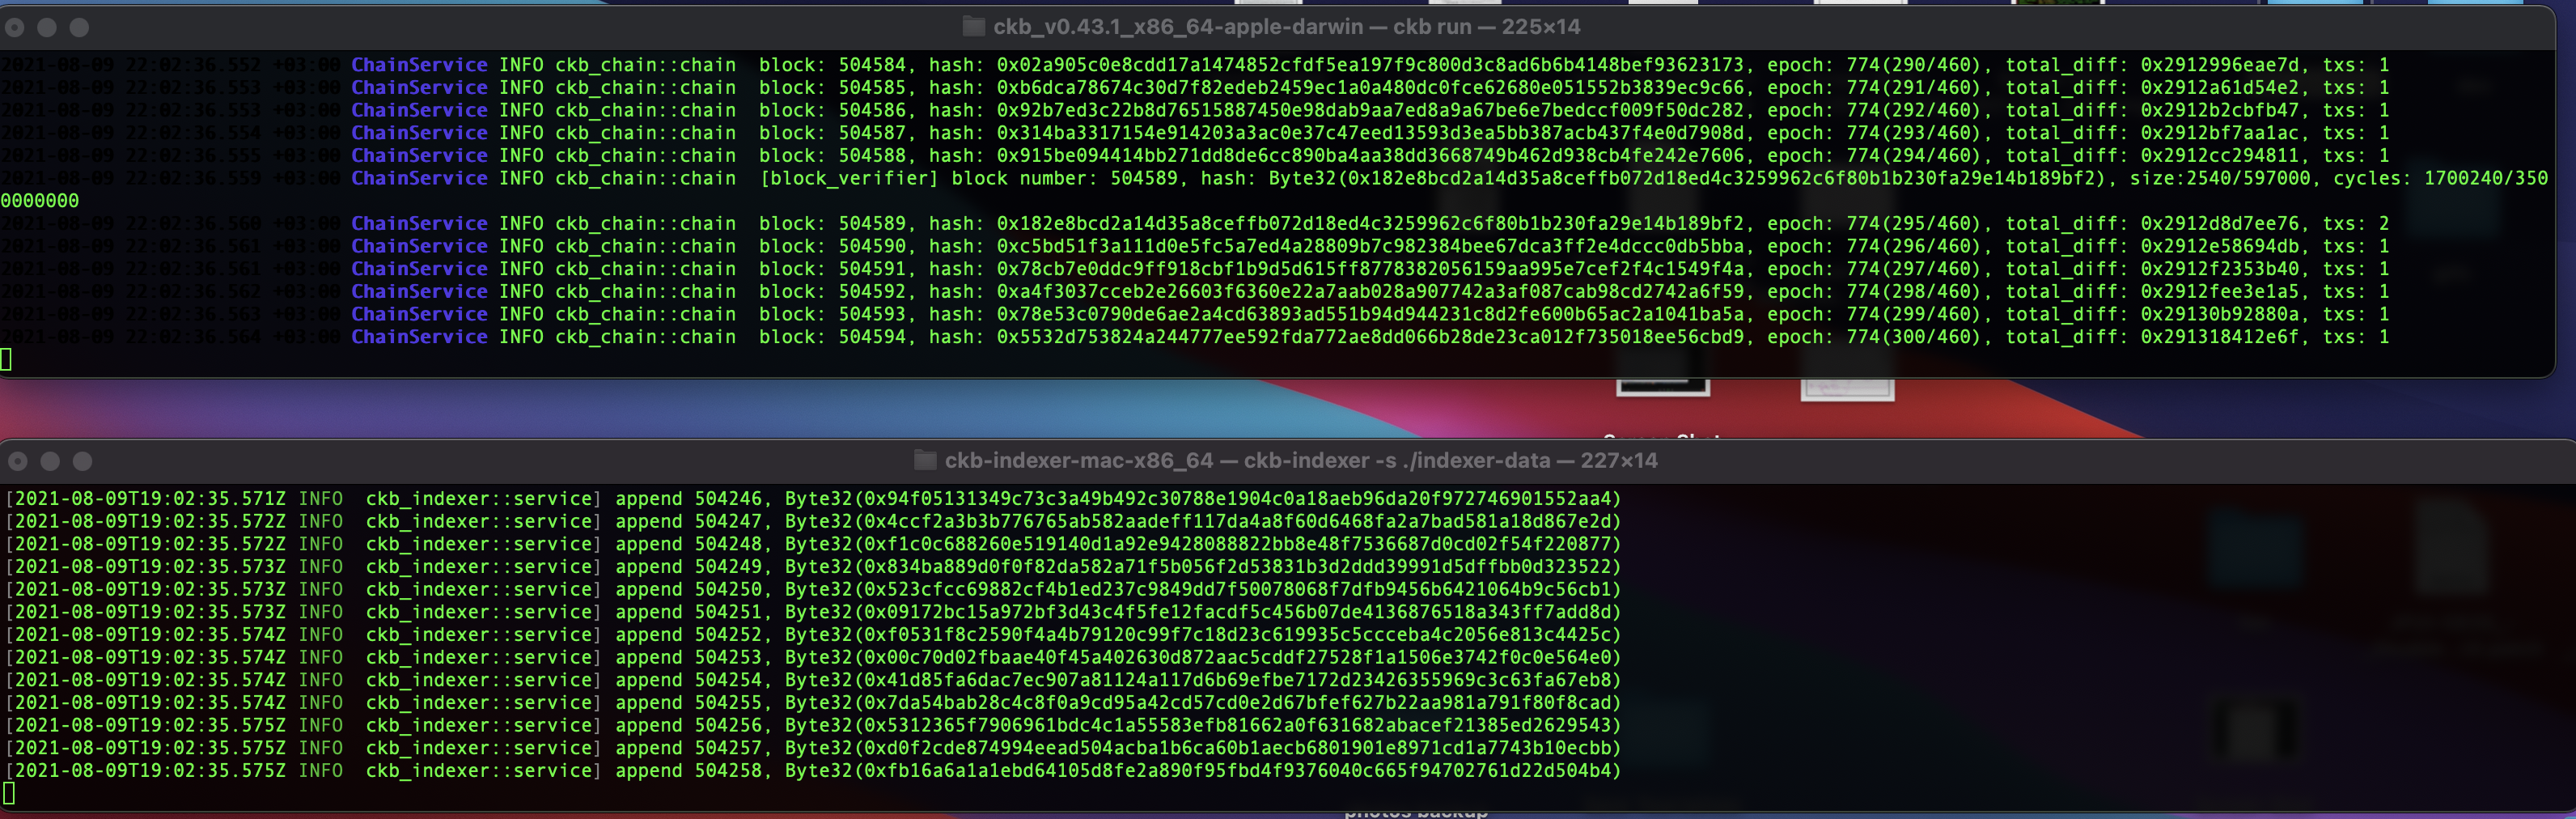 ckb_v0.43.1_x86_64-apple-darwin — ckb run — 225×14
2021-08-09 22:02:36.552 +03:00 ChainService INFO ckb_chain::chain  block: 504584, hash: 0x02a905c0e8cdd17a1474852cfdf5ea197f9c800d3c8ad6b6b4148bef93623173, epoch: 774(290/460), total_diff: 0x2912996eae7d, txs: 1
2021-08-09 22:02:36.553 +03:00 ChainService INFO ckb_chain::chain  block: 504585, hash: 0xb6dca78674c30d7f82edeb2459ec1a0a480dc0fce62680e051552b3839ec9c66, epoch: 774(291/460), total_diff: 0x2912a61d54e2, txs: 1
2021-08-09 22:02:36.553 +03:00 ChainService INFO ckb_chain::chain  block: 504586, hash: 0x92b7ed3c22b8d76515887450e98dab9aa7ed8a9a67be6e7bedccf009f50dc282, epoch: 774(292/460), total_diff: 0x2912b2cbfb47, txs: 1
2021-08-09 22:02:36.554 +03:00 ChainService INFO ckb_chain::chain  block: 504587, hash: 0x314ba3317154e914203a3ac0e37c47eed13593d3ea5bb387acb437f4e0d7908d, epoch: 774(293/460), total_diff: 0x2912bf7aa1ac, txs: 1
2021-08-09 22:02:36.555 +03:00 ChainService INFO ckb_chain::chain  block: 504588, hash: 0x915be094414bb271dd8de6cc890ba4aa38dd3668749b462d938cb4fe242e7606, epoch: 774(294/460), total_diff: 0x2912cc294811, txs: 1
2021-08-09 22:02:36.559 +03:00 ChainService INFO ckb_chain::chain  [block_verifier] block number: 504589, hash: Byte32(0x182e8bcd2a14d35a8ceffb072d18ed4c3259962c6f80b1b230fa29e14b189bf2), size:2540/597000, cycles: 1700240/350
0000000
2021-08-09 22:02:36.560 +03:00 ChainService INFO ckb_chain::chain  block: 504589, hash: 0x182e8bcd2a14d35a8ceffb072d18ed4c3259962c6f80b1b230fa29e14b189bf2, epoch: 774(295/460), total_diff: 0x2912d8d7ee76, txs: 2
2021-08-09 22:02:36.561 +03:00 ChainService INFO ckb_chain::chain  block: 504590, hash: 0xc5bd51f3a111d0e5fc5a7ed4a28809b7c982384bee67dca3ff2e4dccc0db5bba, epoch: 774(296/460), total_diff: 0x2912e58694db, txs: 1
2021-08-09 22:02:36.561 +03:00 ChainService INFO ckb_chain::chain  block: 504591, hash: 0x78cb7e0ddc9ff918cbf1b9d5d615ff8778382056159aa995e7cef2f4c1549f4a, epoch: 774(297/460), total_diff: 0x2912f2353b40, txs: 1
2021-08-09 22:02:36.562 +03:00 ChainService INFO ckb_chain::chain  block: 504592, hash: 0xa4f3037cceb2e26603f6360e22a7aab028a907742a3af087cab98cd2742a6f59, epoch: 774(298/460), total_diff: 0x2912fee3e1a5, txs: 1
2021-08-09 22:02:36.563 +03:00 ChainService INFO ckb_chain::chain  block: 504593, hash: 0x78e53c0790de6ae2a4cd63893ad551b94d944231c8d2fe600b65ac2a1041ba5a, epoch: 774(299/460), total_diff: 0x29130b92880a, txs: 1
2021-08-09 22:02:36.564 +03:00 ChainService INFO ckb_chain::chain  block: 504594, hash: 0x5532d753824a244777ee592fda772ae8dd066b28de23ca012f735018ee56cbd9, epoch: 774(300/460), total_diff: 0x291318412e6f, txs: 1
ckb-indexer-mac-x86_64 — ckb-indexer -s ./indexer-data — 227×14
[2021-08-09T19:02:35.571Z INFO  ckb_indexer::service] append 504246, Byte32(0x94f05131349c73c3a49b492c30788e1904c0a18aeb96da20f972746901552aa4)
[2021-08-09T19:02:35.572Z INFO  ckb_indexer::service] append 504247, Byte32(0x4ccf2a3b3b776765ab582aadeff117da4a8f60d6468fa2a7bad581a18d867e2d)
[2021-08-09T19:02:35.572Z INFO  ckb_indexer::service] append 504248, Byte32(0xf1c0c688260e519140d1a92e9428088822bb8e48f7536687d0cd02f54f220877)
[2021-08-09T19:02:35.573Z INFO  ckb_indexer::service] append 504249, Byte32(0x834ba889d0f0f82da582a71f5b056f2d53831b3d2ddd39991d5dffbb0d323522)
[2021-08-09T19:02:35.573Z INFO  ckb_indexer::service] append 504250, Byte32(0x523cfcc69882cf4b1ed237c9849dd7f50078068f7dfb9456b6421064b9c56cb1)
[2021-08-09T19:02:35.573Z INFO  ckb_indexer::service] append 504251, Byte32(0x09172bc15a972bf3d43c4f5fe12facdf5c456b07de4136876518a343ff7add8d)
[2021-08-09T19:02:35.574Z INFO  ckb_indexer::service] append 504252, Byte32(0xf0531f8c2590f4a4b79120c99f7c18d23c619935c5ccceba4c2056e813c4425c)
[2021-08-09T19:02:35.574Z INFO  ckb_indexer::service] append 504253, Byte32(0x00c70d02fbaae40f45a402630d872aac5cddf27528f1a1506e3742f0c0e564e0)
[2021-08-09T19:02:35.574Z INFO  ckb_indexer::service] append 504254, Byte32(0x41d85fa6dac7ec907a81124a117d6b69efbe7172d23426355969c3c63fa67eb8)
[2021-08-09T19:02:35.574Z INFO  ckb_indexer::service] append 504255, Byte32(0x7da54bab28c4c8f0a9cd95a42cd57cd0e2d67bfef627b22aa981a791f80f8cad)
[2021-08-09T19:02:35.575Z INFO  ckb_indexer::service] append 504256, Byte32(0x5312365f7906961bdc4c1a55583efb81662a0f631682abacef21385ed2629543)
[2021-08-09T19:02:35.575Z INFO  ckb_indexer::service] append 504257, Byte32(0xd0f2cde874994eead504acba1b6ca60b1aecb6801901e8971cd1a7743b10ecbb)
[2021-08-09T19:02:35.575Z INFO  ckb_indexer::service] append 504258, Byte32(0xfb16a6a1a1ebd64105d8fe2a890f95fbd4f9376040c665f94702761d22d504b4)
photos backup